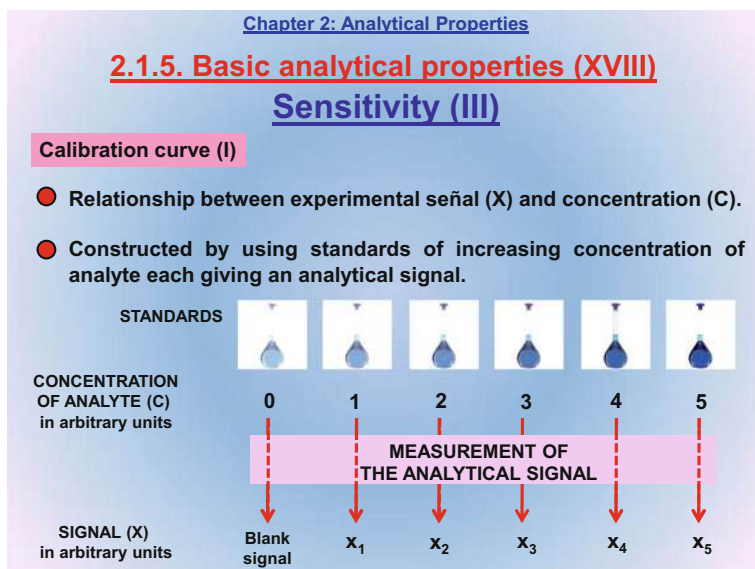 Chapter 2: Analytical Properties
2.1.5. Basic analytical properties (XVIII)
Sensitivity (III)
Calibration curve (I)
Relationship between experimental señal (X) and concentration (C).
Constructed by using standards of increasing concentration of
analyte each giving an analytical signal.
STANDARDS
CONCENTRATION
OF ANALYTE (C)
in arbitrary units
0 1 2 3 4 5
MEASUREMENT OF
THE ANALYTICAL SIGNAL
SIGNAL (X)
in arbitrary units
Blank
signal
x₁ x₂ x₃ x₄ x₅